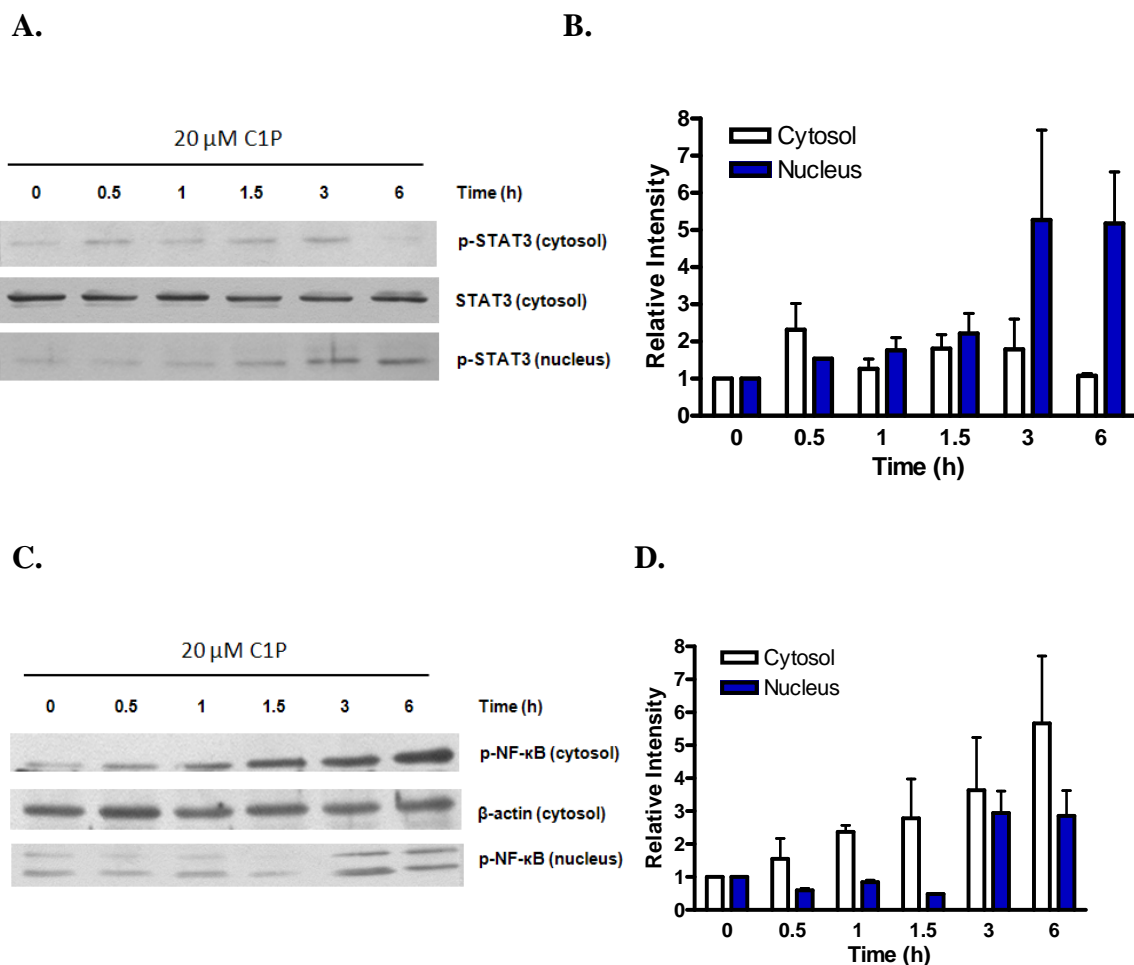 A.
20 µM C1P
0 0.5 1 1.5 3 6 Time (h)
p-STAT3 (cytosol)
STAT3 (cytosol)
p-STAT3 (nucleus)
B.
Relative Intensity
8
7
6
5
4
3
2
1
0
Cytosol
Nucleus
0 0.5 1 1.5 3 6
Time (h)
C.
20 µM C1P
0 0.5 1 1.5 3 6 Time (h)
p-NF-κB (cytosol)
β-actin (cytosol)
p-NF-κB (nucleus)
D.
Relative Intensity
8
7
6
5
4
3
2
1
0
Cytosol
Nucleus
0 0.5 1 1.5 3 6
Time (h)